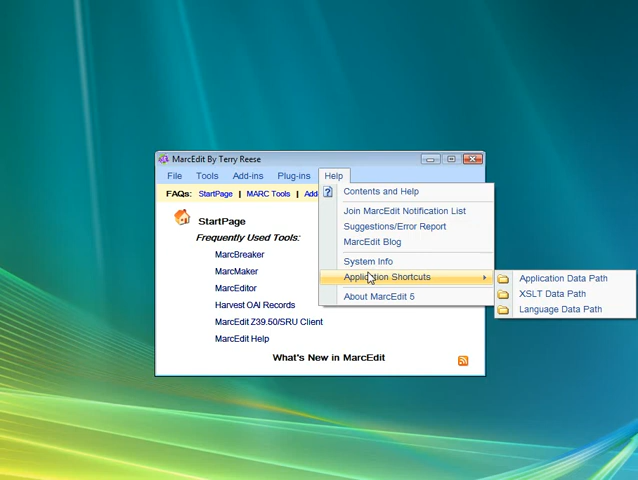 MarcEdit By Terry Reese
File Tools Add-ins Plug-ins Help
FAQs: StartPage | MARC Tools |
StartPage
Frequently Used Tools:
MarcBreaker
MarcMaker
MarcEditor
Harvest OAI Records
MarcEdit Z39.50/SRU Client
MarcEdit Help
What's New in MarcEdit
Contents and Help
Join MarcEdit Notification List
Suggestions/Error Report
MarcEdit Blog
System Info
Application Shortcuts
About MarcEdit 5
Application Data Path
XSLT Data Path
Language Data Path